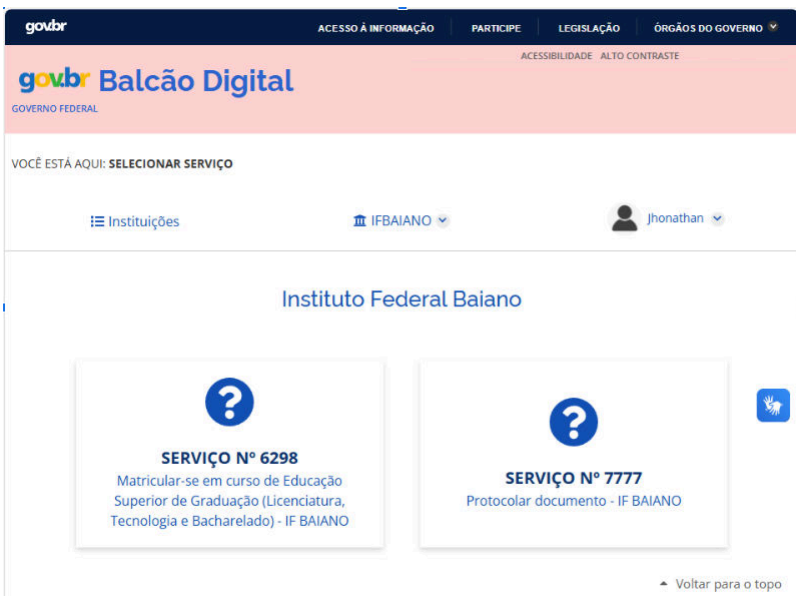 gov.br
ACESSO À INFORMAÇÃO PARTICIPE LEGISLAÇÃO ÓRGÃOS DO GOVERNO
ACESSIBILIDADE ALTO CONTRASTE
gov.br Balcão Digital
GOVERNO FEDERAL
VOCÊ ESTÁ AQUI: SELECIONAR SERVIÇO
Instituições IFBAIANO Jhonathan
Instituto Federal Baiano
?
SERVIÇO Nº 6298
Matricular-se em curso de Educação
Superior de Graduação (Licenciatura,
Tecnologia e Bacharelado) - IF BAIANO
?
SERVIÇO Nº 7777
Protocolar documento - IF BAIANO
Voltar para o topo